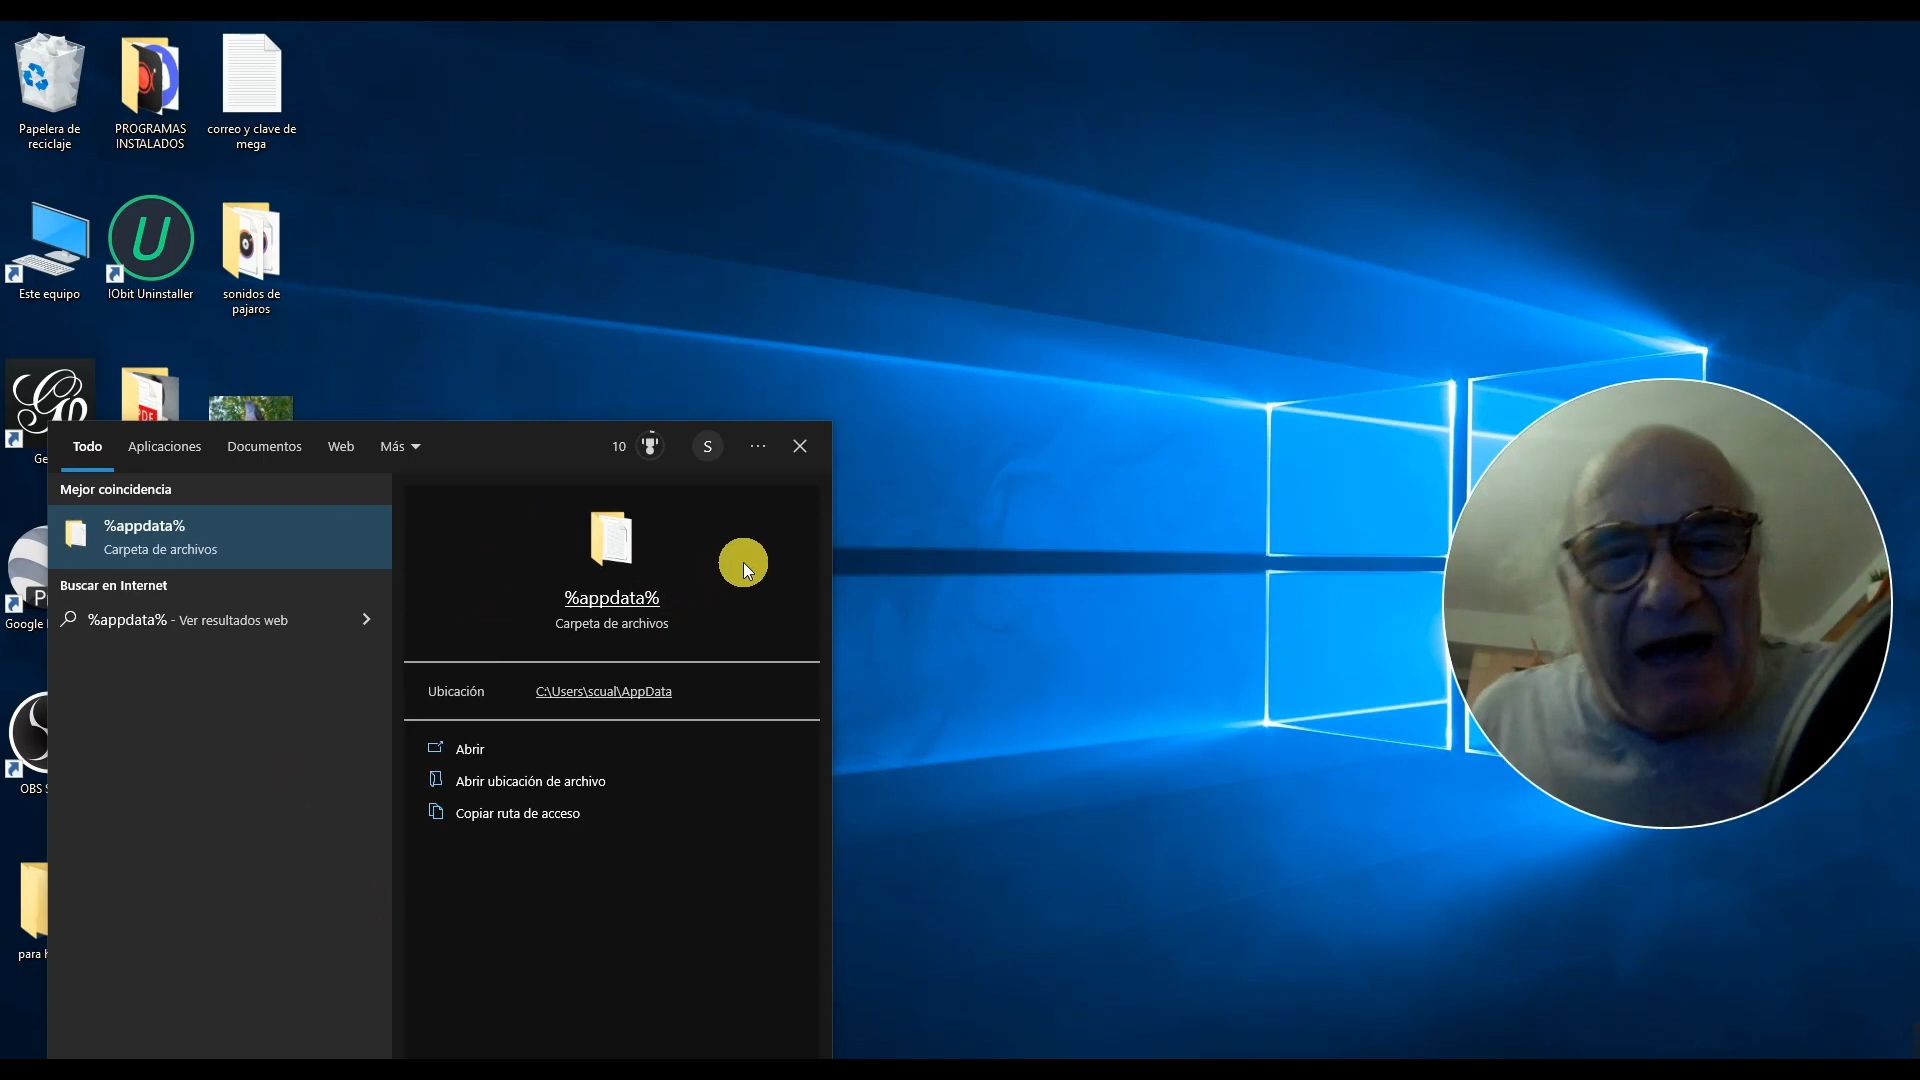 Papelera de
reciclaje
PROGRAMAS
INSTALADOS
correo y clave de
mega
Este equipo
IObit Uninstaller
sonidos de
pajaros
Ge
Google
OBS S
para h
Todo
Aplicaciones
Documentos
Web
Más
10
S
Mejor coincidencia
%appdata%
Carpeta de archivos
Buscar en Internet
%appdata% - Ver resultados web
%appdata%
Carpeta de archivos
Ubicación
C:\Users\scual\AppData
Abrir
Abrir ubicación de archivo
Copiar ruta de acceso